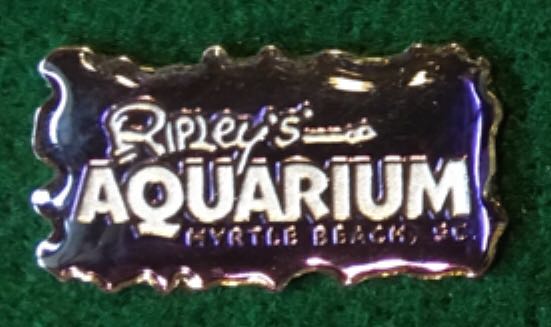 Ripley's
AQUARIUM
MYRTLE BEACH, SC.